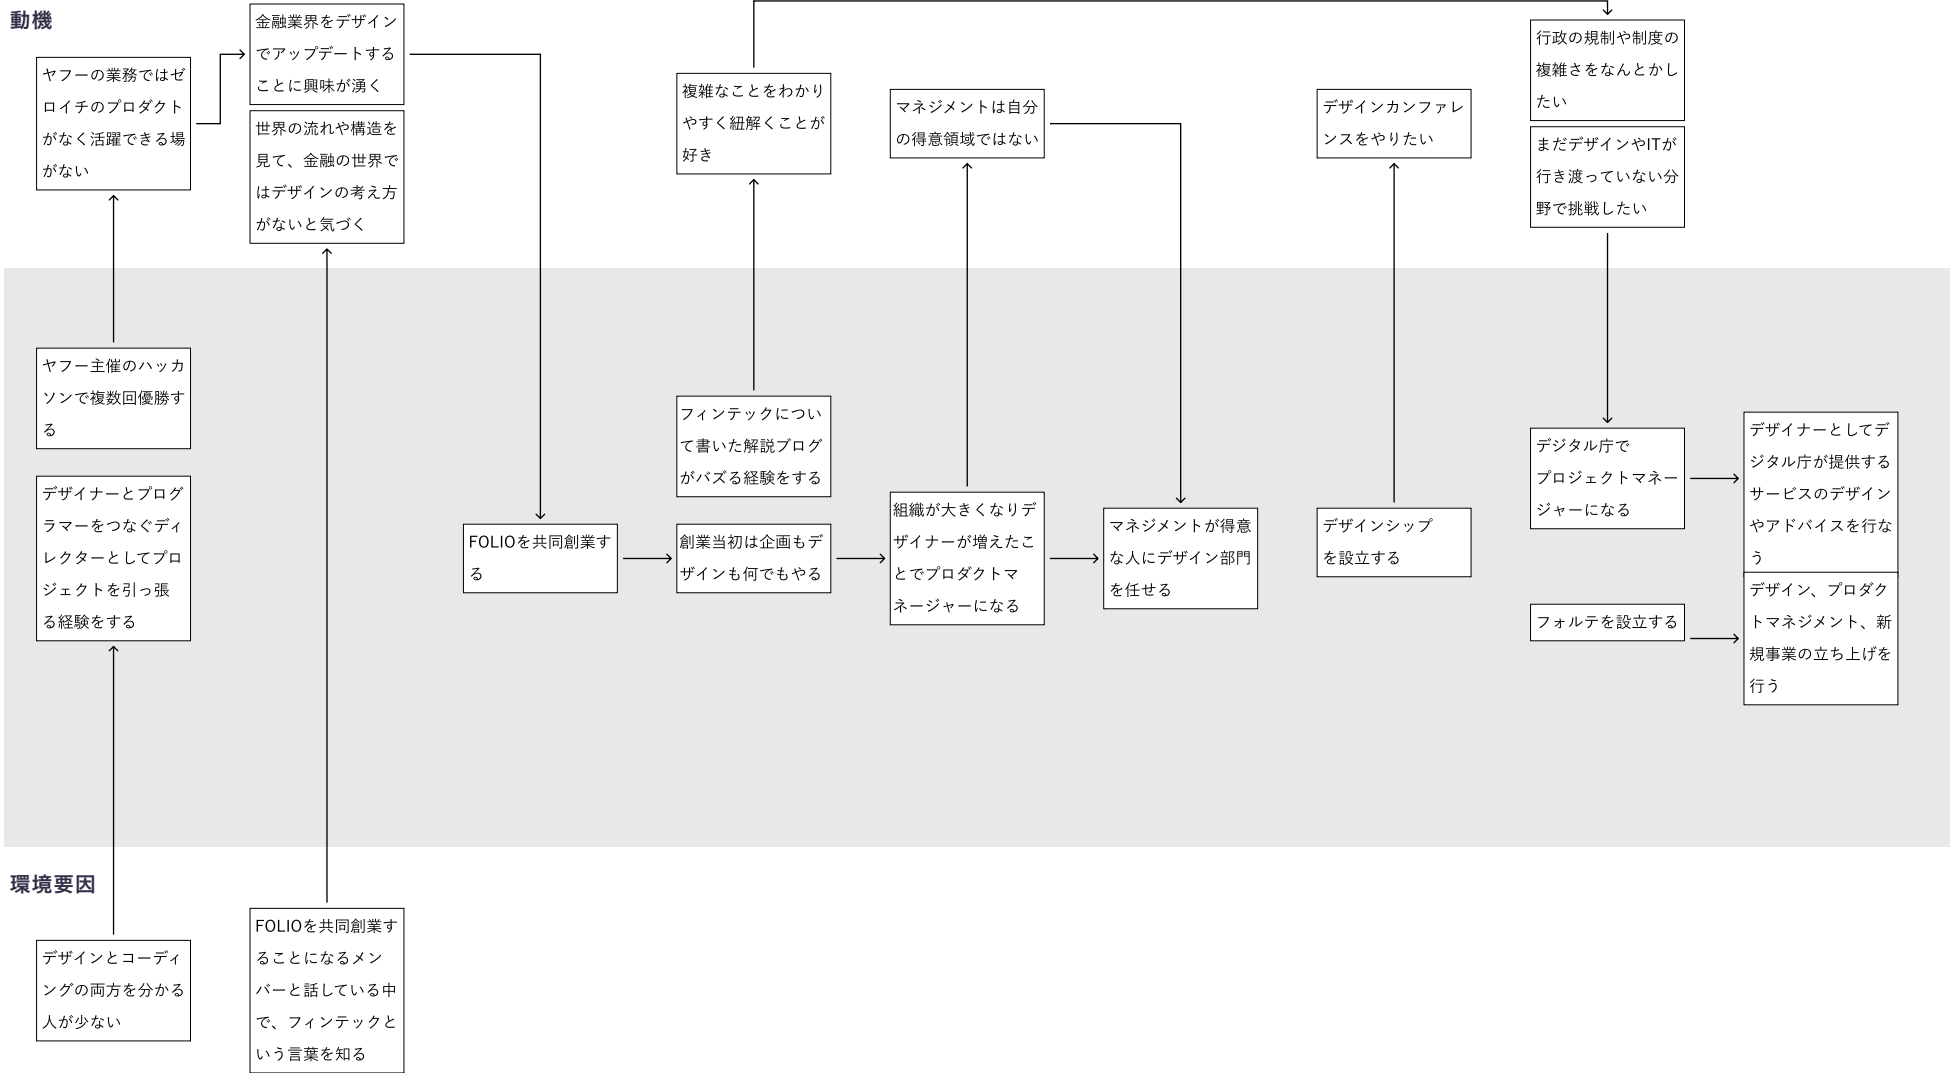 動機
ヤフーの業務ではゼ
ロイチのプロダクト
がなく活躍できる場
がない
金融業界をデザイン
でアップデートする
ことに興味が湧く
世界の流れや構造を
見て、金融の世界で
はデザインの考え方
がないと気づく
複雑なことをわかり
やすく紐解くことが
好き
マネジメントは自分
の得意領域ではない
デザインカンファレ
ンスをやりたい
行政の規制や制度の
複雑さをなんとかし
たい
まだデザインやITが
行き渡っていない分
野で挑戦したい
ヤフー主催のハッカ
ソンで複数回優勝す
る
デザイナーとプログ
ラマーをつなぐディ
レクターとしてプロ
ジェクトを引っ張
る経験をする
FOLIOを共同創業す
る
フィンテックについ
て書いた解説ブログ
がバズる経験をする
創業当初は企画もデ
ザインも何でもやる
組織が大きくなりデ
ザイナーが増えたこ
とでプロダクトマ
ネージャーになる
マネジメントが得意
な人にデザイン部門
を任せる
デザインシップ
を設立する
デジタル庁で
プロジェクトマネー
ジャーになる
フォルテを設立する
デザイナーとしてデ
ジタル庁が提供する
サービスのデザイン
やアドバイスを行な
う
デザイン、プロダク
トマネジメント、新
規事業の立ち上げを
行う
環境要因
デザインとコーディ
ングの両方を分かる
人が少ない
FOLIOを共同創業す
ることになるメン
バーと話している中
で、フィンテックと
いう言葉を知る